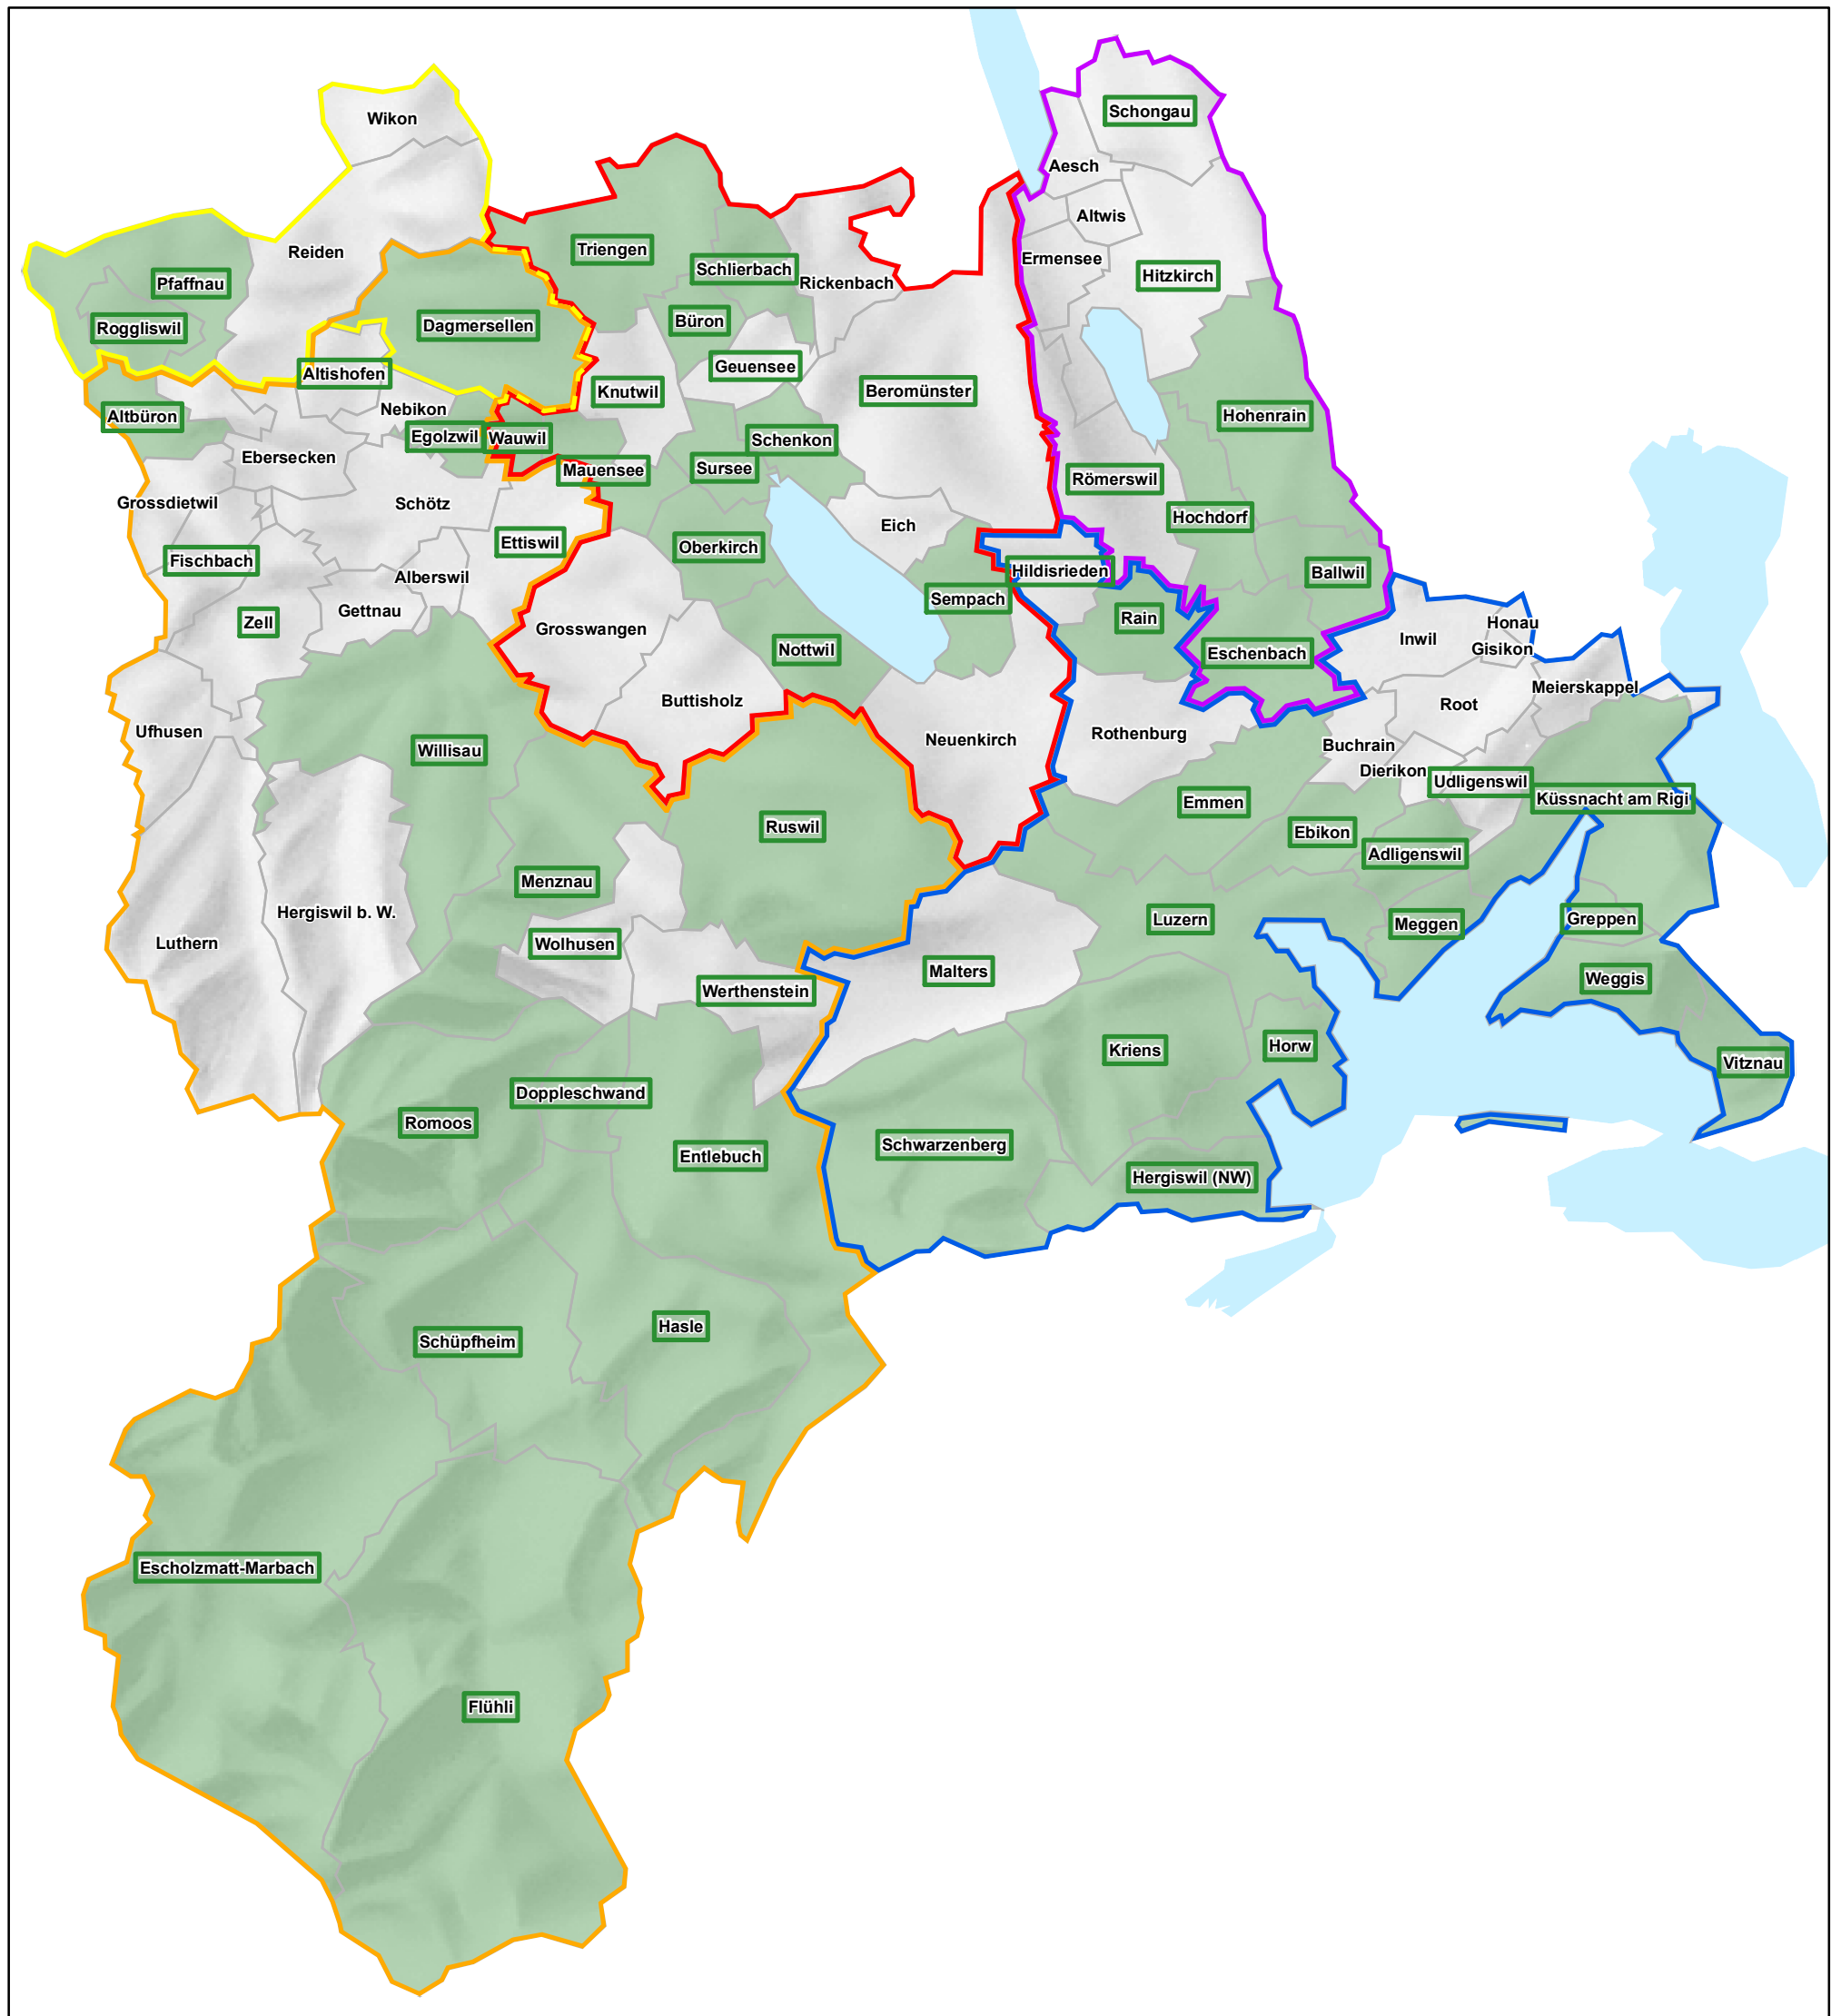 Schongau
Wikon
Aesch
Altwis
Triengen
Reiden
Ermensee
Schlierbach
Hitzkirch
Rickenbach
Pfaffnau
Büron
Dagmersellen
Roggliswil
Geuensee
Altishofen
Knutwil
Beromünster
Nebikon
Altbüron
Hohenrain
Egolzwil
Wauwil
Schenkon
Ebersecken
Sursee
Mauensee
Römerswil
Grossdietwil
Schötz
Hochdorf
Eich
Ettiswil
Oberkirch
Fischbach
Hildisrieden
Ballwil
Alberswil
Sempach
Gettnau
Rain
Zell
Honau
Grosswangen
Inwil
Nottwil
Gisikon
Eschenbach
Meierskappel
Buttisholz
Root
Ufhusen
Rothenburg
Neuenkirch
Buchrain
Willisau
Dierikon
Udligenswil
Küssnacht am Rigi
Emmen
Ruswil
Ebikon
Adligenswil
Menznau
Hergiswil b. W.
Greppen
Luzern
Meggen
Luthern
Wolhusen
Malters
Weggis
Werthenstein
Horw
Kriens
Vitznau
Doppleschwand
Romoos
Schwarzenberg
Entlebuch
Hergiswil (NW)
Hasle
Schüpfheim
Escholzmatt-Marbach
Flühli